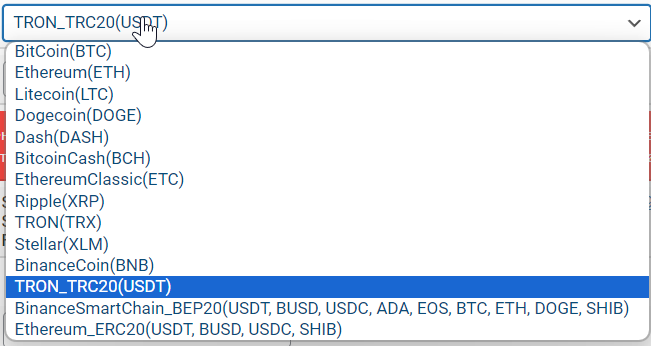 TRON_TRC20(USDT)
BitCoin(BTC)
Ethereum(ETH)
Litecoin(LTC)
Dogecoin(DOGE)
Dash(DASH)
BitcoinCash(BCH)
EthereumClassic(ETC)
Ripple(XRP)
TRON(TRX)
Stellar(XLM)
BinanceCoin(BNB)
TRON_TRC20(USDT)
BinanceSmartChain_BEP20(USDT, BUSD, USDC, ADA, EOS, BTC, ETH, DOGE, SHIB)
Ethereum_ERC20(USDT, BUSD, USDC, SHIB)